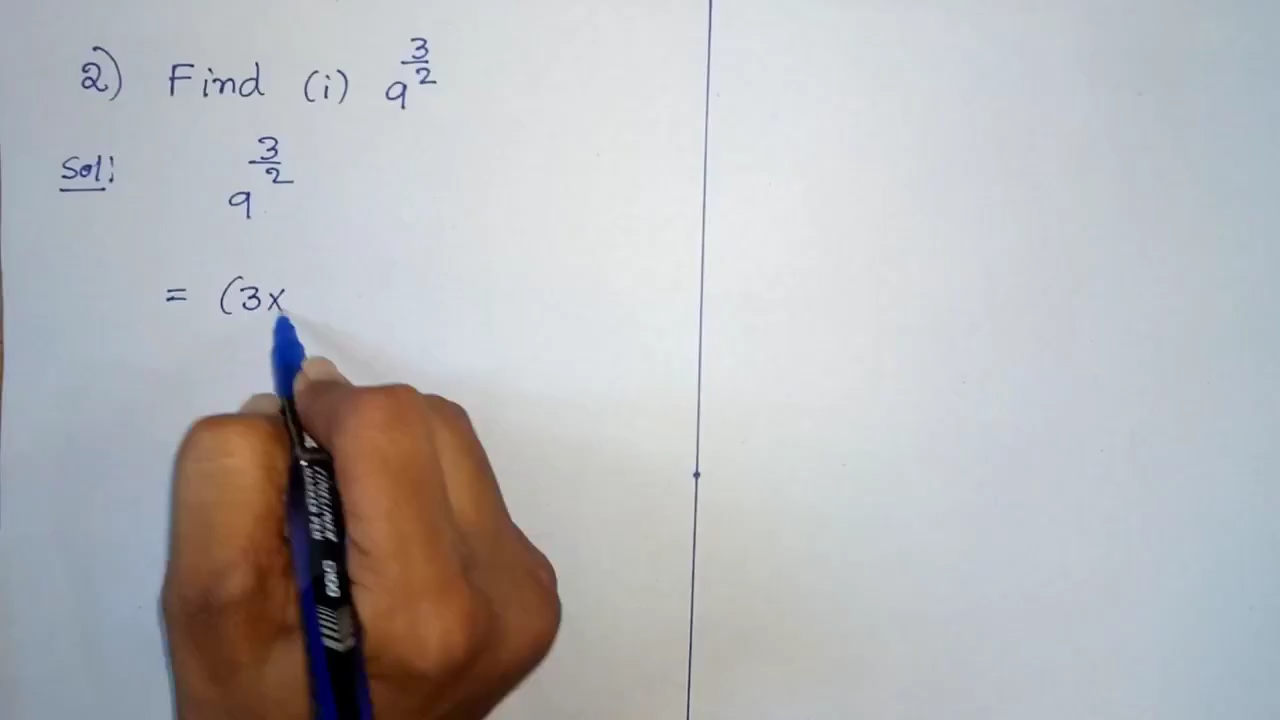 2) Find (i) 9^(3/2)
Sol: 9^(3/2)
= (3x